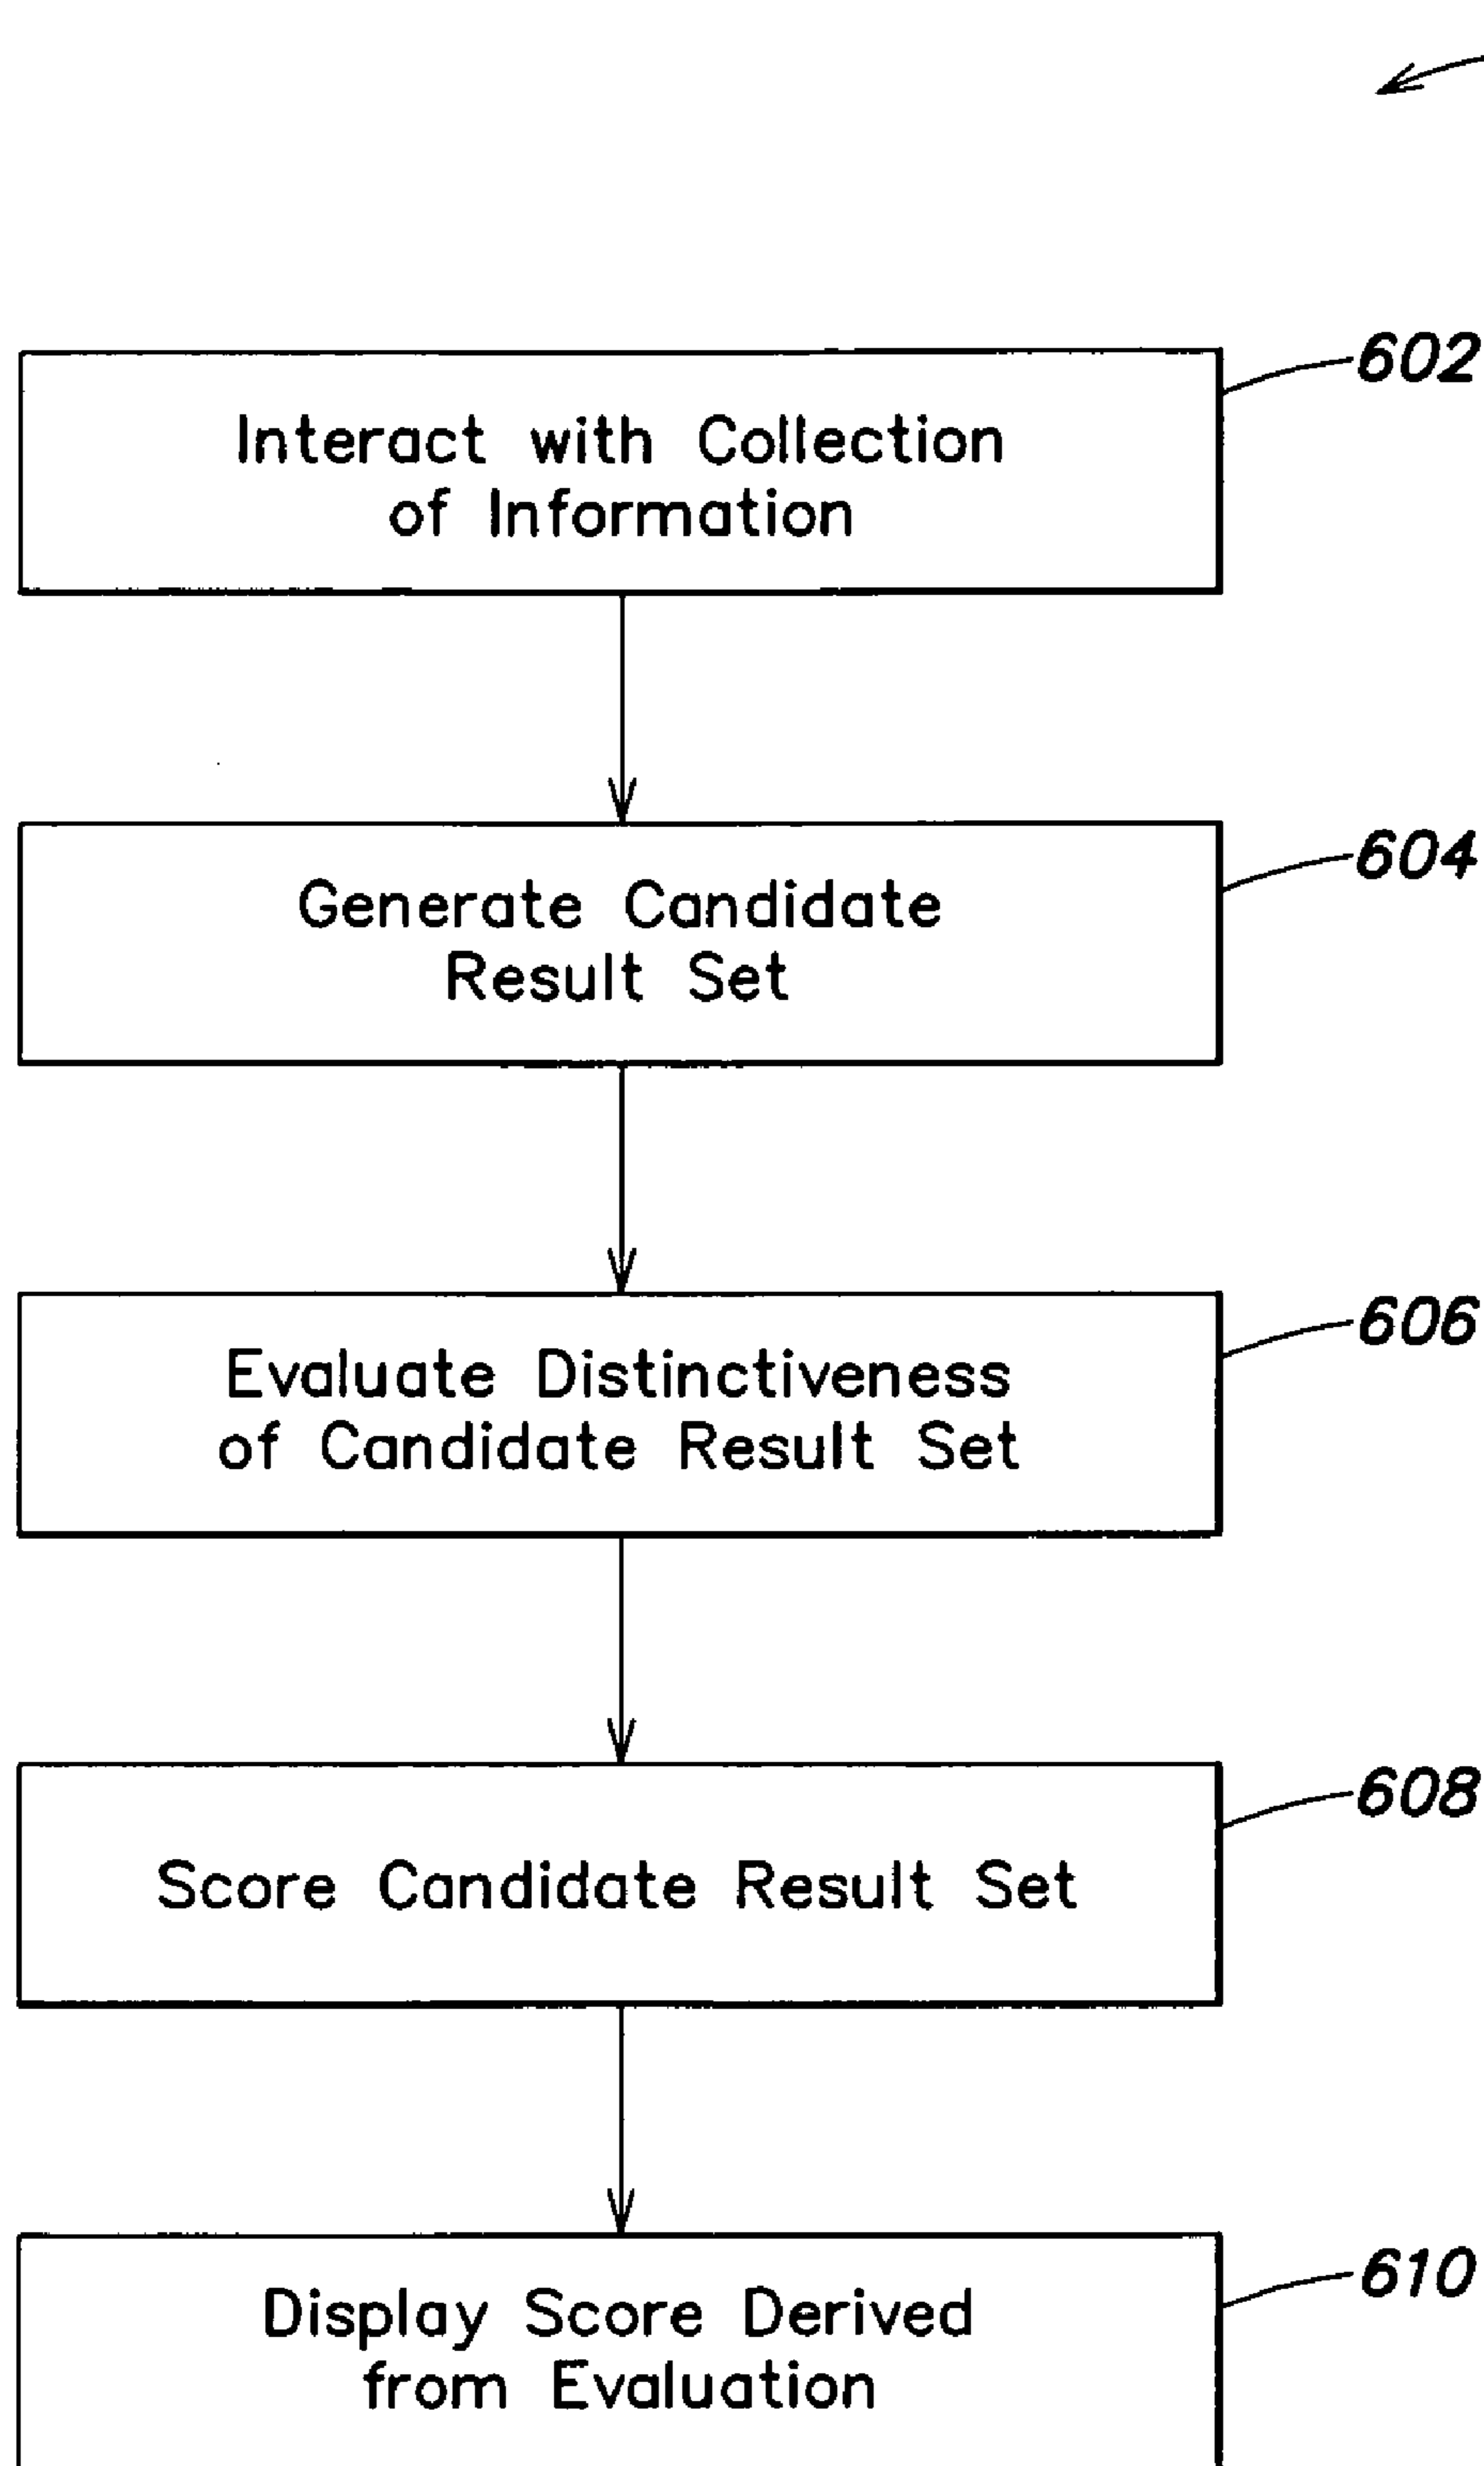 602
Interact with Collection
of Information
604
Generate Candidate
Result Set
606
Evaluate Distinctiveness
of Candidate Result Set
608
Score Candidate Result Set
610
Display Score Derived
from Evaluation